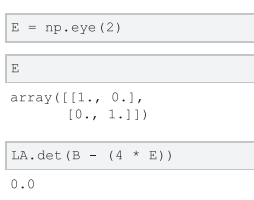 E = np.eye(2)
E
array([[1., 0.],
       [0., 1.]])
LA.det(B - (4 * E))
0.0